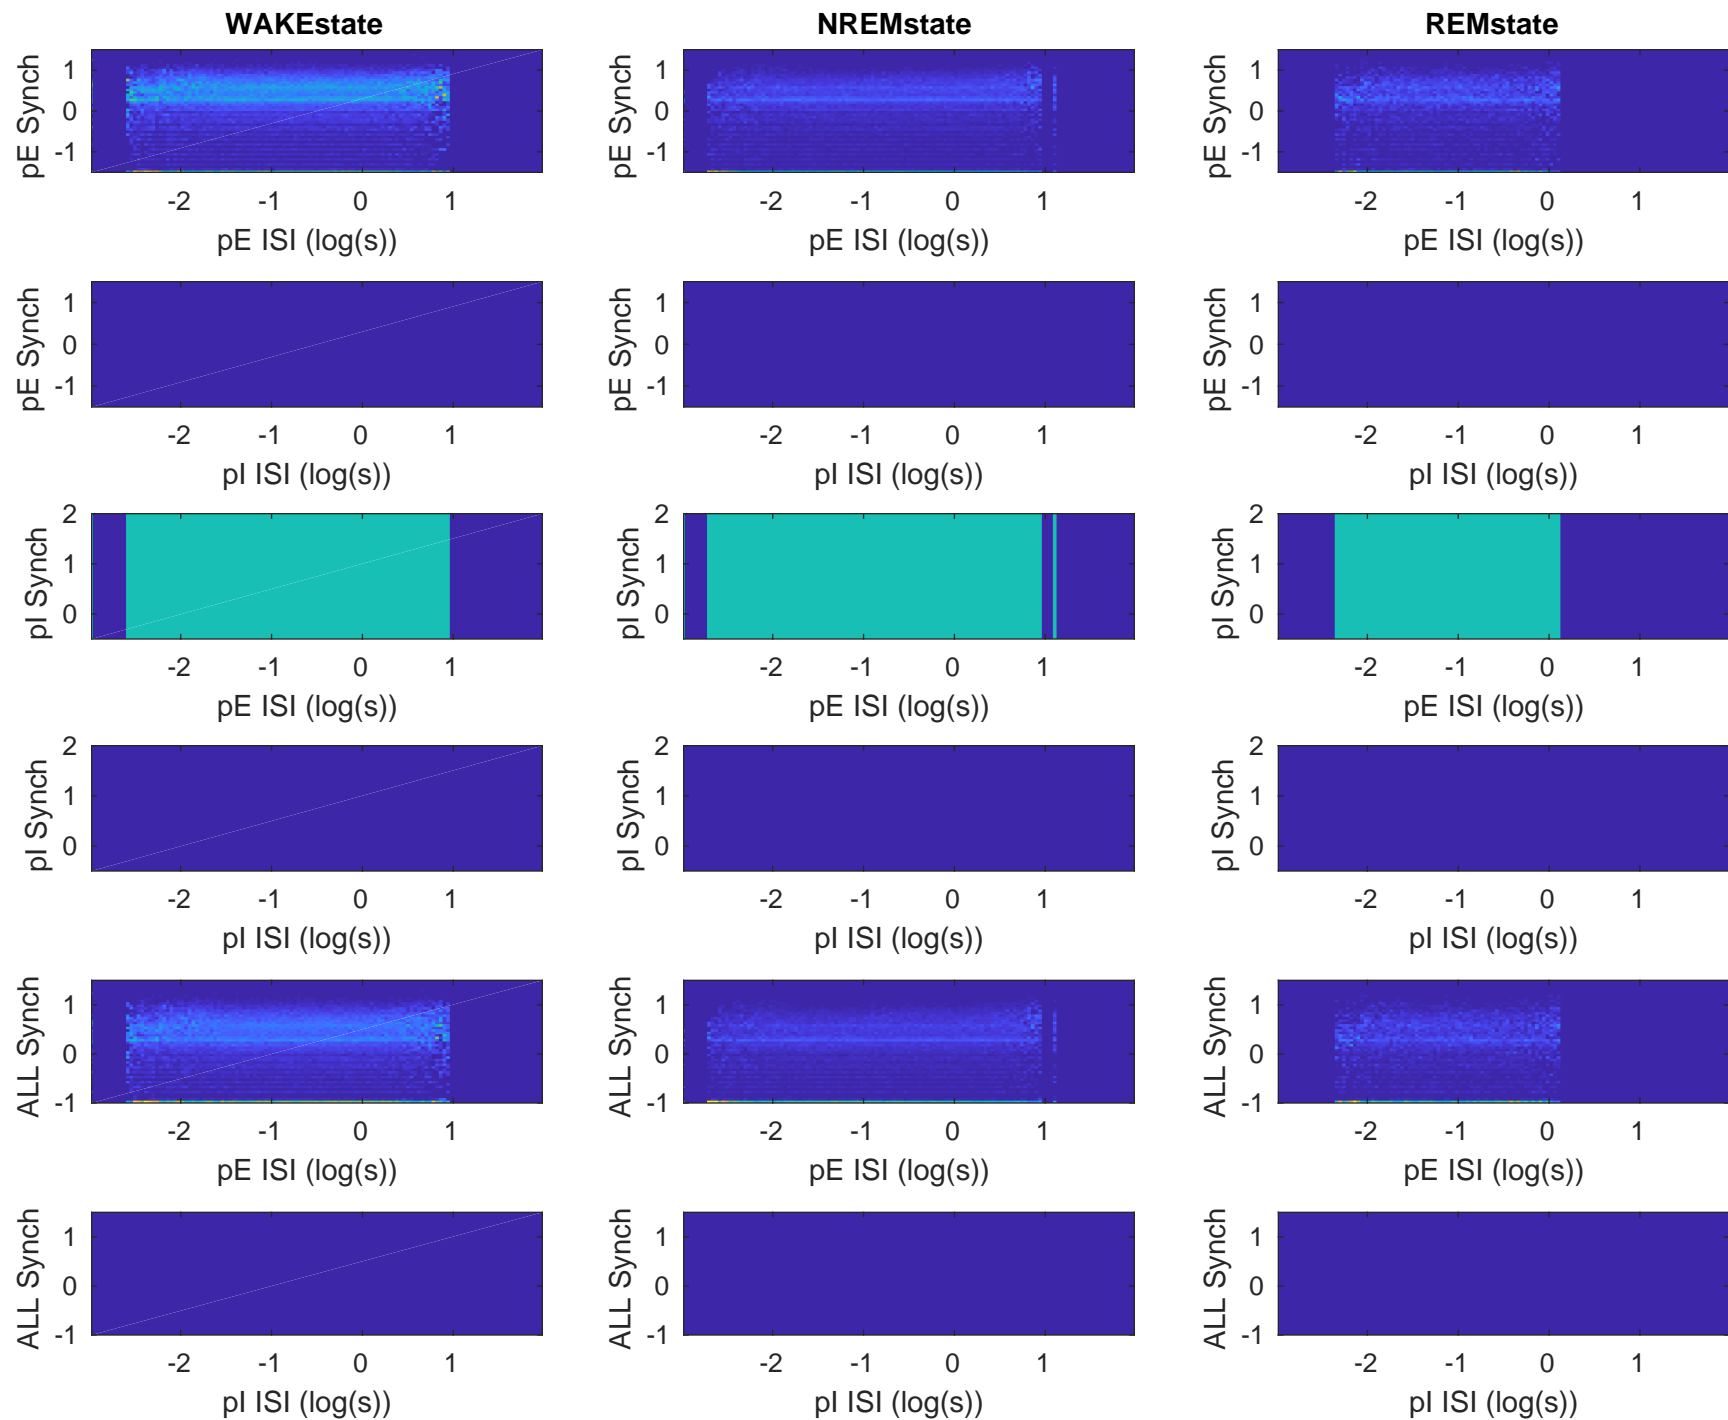 WAKEstate NREMstate REMstate
pE Synch 1 0 -1 pE Synch 1 0 -1 pE Synch 1 0 -1
-2 -1 0 1 -2 -1 0 1 -2 -1 0 1
pE ISI (log(s)) pE ISI (log(s)) pE ISI (log(s))
pE Synch 1 0 -1 pE Synch 1 0 -1 pE Synch 1 0 -1
-2 -1 0 1 -2 -1 0 1 -2 -1 0 1
pI ISI (log(s)) pI ISI (log(s)) pI ISI (log(s))
pI Synch 2 1 0 pI Synch 2 1 0 pI Synch 2 1 0
-2 -1 0 1 -2 -1 0 1 -2 -1 0 1
pE ISI (log(s)) pE ISI (log(s)) pE ISI (log(s))
pI Synch 2 1 0 pI Synch 2 1 0 pI Synch 2 1 0
-2 -1 0 1 -2 -1 0 1 -2 -1 0 1
pI ISI (log(s)) pI ISI (log(s)) pI ISI (log(s))
ALL Synch 1 0 -1 ALL Synch 1 0 -1 ALL Synch 1 0 -1
-2 -1 0 1 -2 -1 0 1 -2 -1 0 1
pE ISI (log(s)) pE ISI (log(s)) pE ISI (log(s))
ALL Synch 1 0 -1 ALL Synch 1 0 -1 ALL Synch 1 0 -1
-2 -1 0 1 -2 -1 0 1 -2 -1 0 1
pI ISI (log(s)) pI ISI (log(s)) pI ISI (log(s))